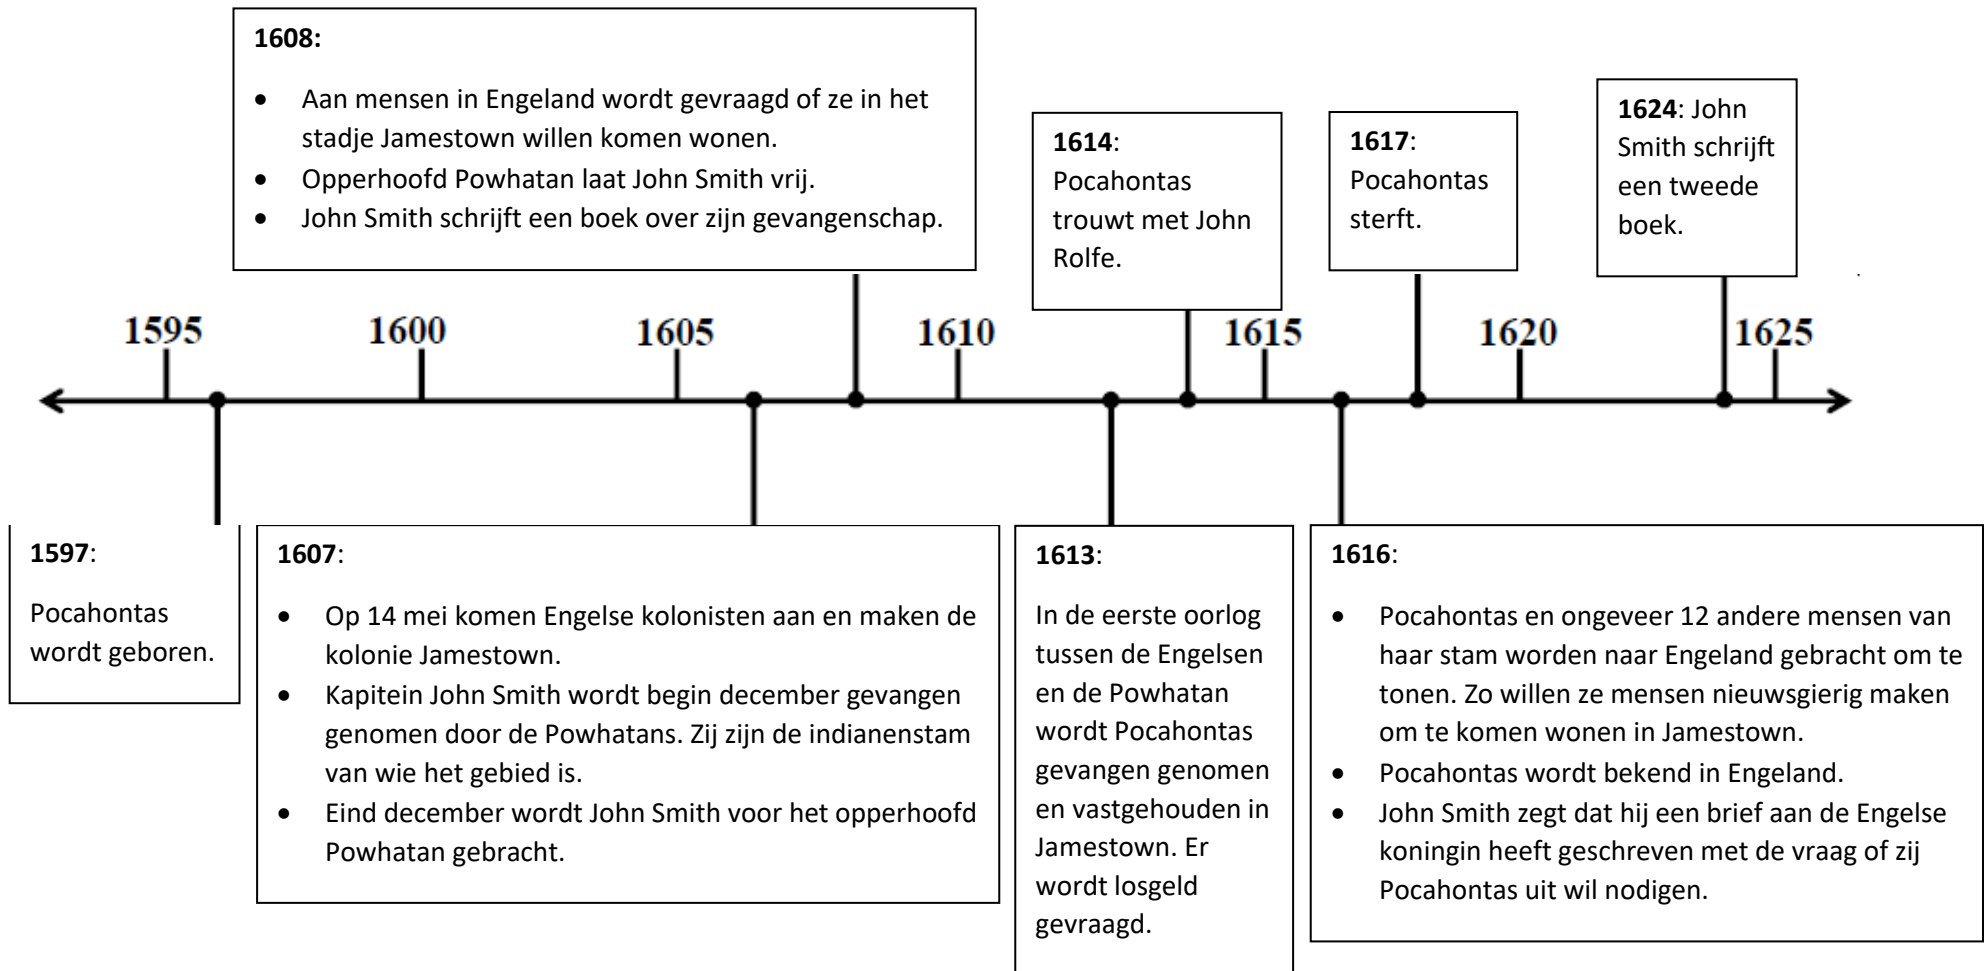 1608:
• Aan mensen in Engeland wordt gevraagd of ze in het
stadje Jamestown willen komen wonen.
• Opperhoofd Powhatan laat John Smith vrij.
• John Smith schrijft een boek over zijn gevangenschap.
1614:
Pocahontas
trouwt met John
Rolfe.
1617:
Pocahontas
sterft.
1624: John
Smith schrijft
een tweede
boek.
1595 1600 1605 1610 1615 1620 1625
1597:
Pocahontas
wordt geboren.
1607:
• Op 14 mei komen Engelse kolonisten aan en maken de
kolonie Jamestown.
• Kapitein John Smith wordt begin december gevangen
genomen door de Powhatans. Zij zijn de indianenstam
van wie het gebied is.
• Eind december wordt John Smith voor het opperhoofd
Powhatan gebracht.
1613:
In de eerste oorlog
tussen de Engelsen
en de Powhatan
wordt Pocahontas
gevangen genomen
en vastgehouden in
Jamestown. Er
wordt losgeld
gevraagd.
1616:
• Pocahontas en ongeveer 12 andere mensen van
haar stam worden naar Engeland gebracht om te
tonen. Zo willen ze mensen nieuwsgierig maken
om te komen wonen in Jamestown.
• Pocahontas wordt bekend in Engeland.
• John Smith zegt dat hij een brief aan de Engelse
koningin heeft geschreven met de vraag of zij
Pocahontas uit wil nodigen.